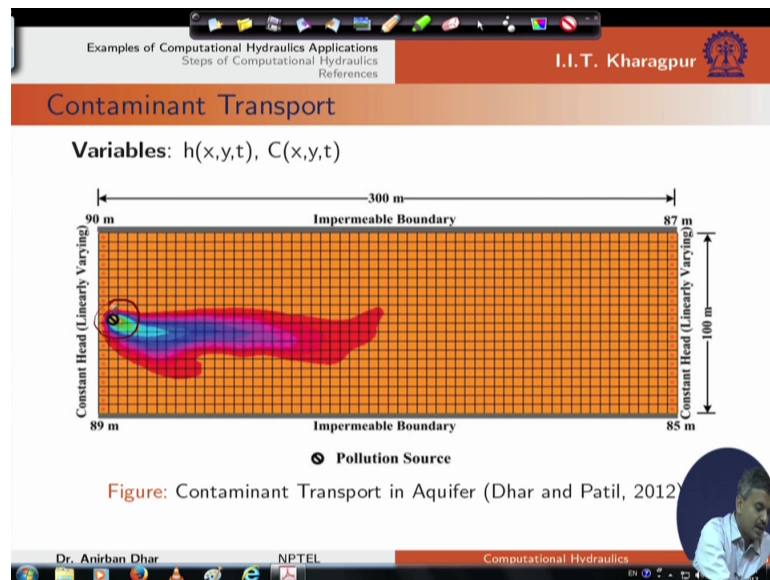 Examples of Computational Hydraulics Applications
Steps of Computational Hydraulics
References
I.I.T. Kharagpur
Contaminant Transport
Variables: h(x,y,t), C(x,y,t)
300 m
90 m
Impermeable Boundary
87 m
Constant Head (Linearly Varying)
Constant Head (Linearly Varying)
100 m
89 m
Impermeable Boundary
85 m
Pollution Source
Figure: Contaminant Transport in Aquifer (Dhar and Patil, 2012)
Dr. Anirban Dhar
NPTEL
Computational Hydraulics
EN